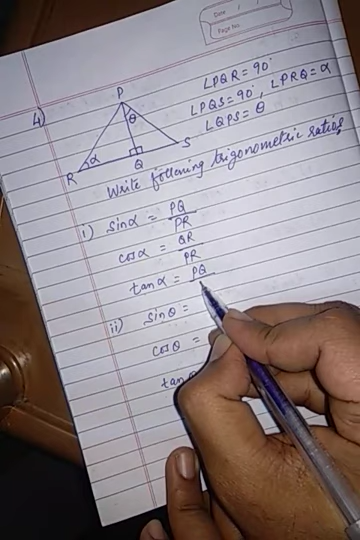 Date / /
Page No.
4)
P
θ
α
R
Q
S
∠PQR = 90°
∠PQS = 90°, ∠PRQ = α
∠QPS = θ
Write following trigonometric ratios
i) sinα = PQ/PR
cosα = QR/PR
tanα = PQ/
ii) sinθ =
cosθ =
tanθ